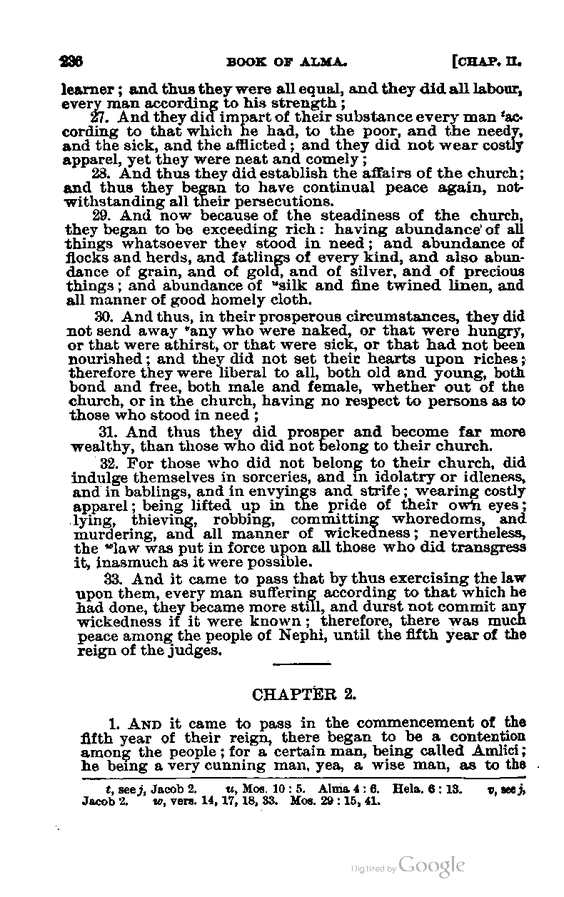 236 BOOK OF ALMA. [CHAP. II.
learner; and thus they were all equal, and they did all labour,
every man according to his strength;
27. And they did impart of their substance every man ᵗac-
cording to that which he had, to the poor, and the needy,
and the sick, and the afflicted; and they did not wear costly
apparel, yet they were neat and comely;
28. And thus they did establish the affairs of the church;
and thus they began to have continual peace again, not-
withstanding all their persecutions.
29. And now because of the steadiness of the church,
they began to be exceeding rich: having abundance of all
things whatsoever they stood in need; and abundance of
flocks and herds, and fatlings of every kind, and also abun-
dance of grain, and of gold, and of silver, and of precious
things; and abundance of ᵘsilk and fine twined linen, and
all manner of good homely cloth.
30. And thus, in their prosperous circumstances, they did
not send away ᵛany who were naked, or that were hungry,
or that were athirst, or that were sick, or that had not been
nourished; and they did not set their hearts upon riches;
therefore they were liberal to all, both old and young, both
bond and free, both male and female, whether out of the
church, or in the church, having no respect to persons as to
those who stood in need;
31. And thus they did prosper and become far more
wealthy, than those who did not belong to their church.
32. For those who did not belong to their church, did
indulge themselves in sorceries, and in idolatry or idleness,
and in bablings, and in envyings and strife; wearing costly
apparel; being lifted up in the pride of their own eyes;
lying, thieving, robbing, committing whoredoms, and
murdering, and all manner of wickedness; nevertheless,
the ʷlaw was put in force upon all those who did transgress
it, inasmuch as it were possible.
33. And it came to pass that by thus exercising the law
upon them, every man suffering according to that which he
had done, they became more still, and durst not commit any
wickedness if it were known; therefore, there was much
peace among the people of Nephi, until the fifth year of the
reign of the judges.
CHAPTER 2.
1. AND it came to pass in the commencement of the
fifth year of their reign, there began to be a contention
among the people; for a certain man, being called Amlici;
he being a very cunning man, yea, a wise man, as to the
t, see j, Jacob 2. u, Mos. 10:5. Alma 4:6. Hela. 6:13. v, see j,
Jacob 2. w, vers. 14, 17, 18, 33. Mos. 29:15, 41.
Digitized by Google